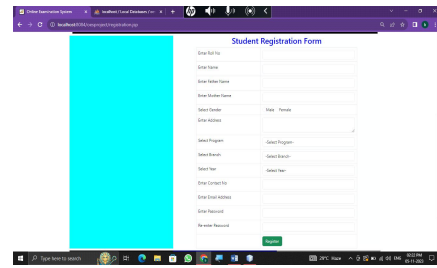 Online Examination System
localhost:8084/oesproject/registration.jsp
Student Registration Form
Enter Roll No
Enter Name
Enter Father Name
Enter Mother Name
Select Gender
Male Female
Enter Address
Select Program
-Select Program-
Select Branch
-Select Branch-
Select Year
-Select Year-
Enter Contact No
Enter Email Address
Enter Password
Re-enter Password
Register
Type here to search
29°C Haze
ENG
05-11-2023